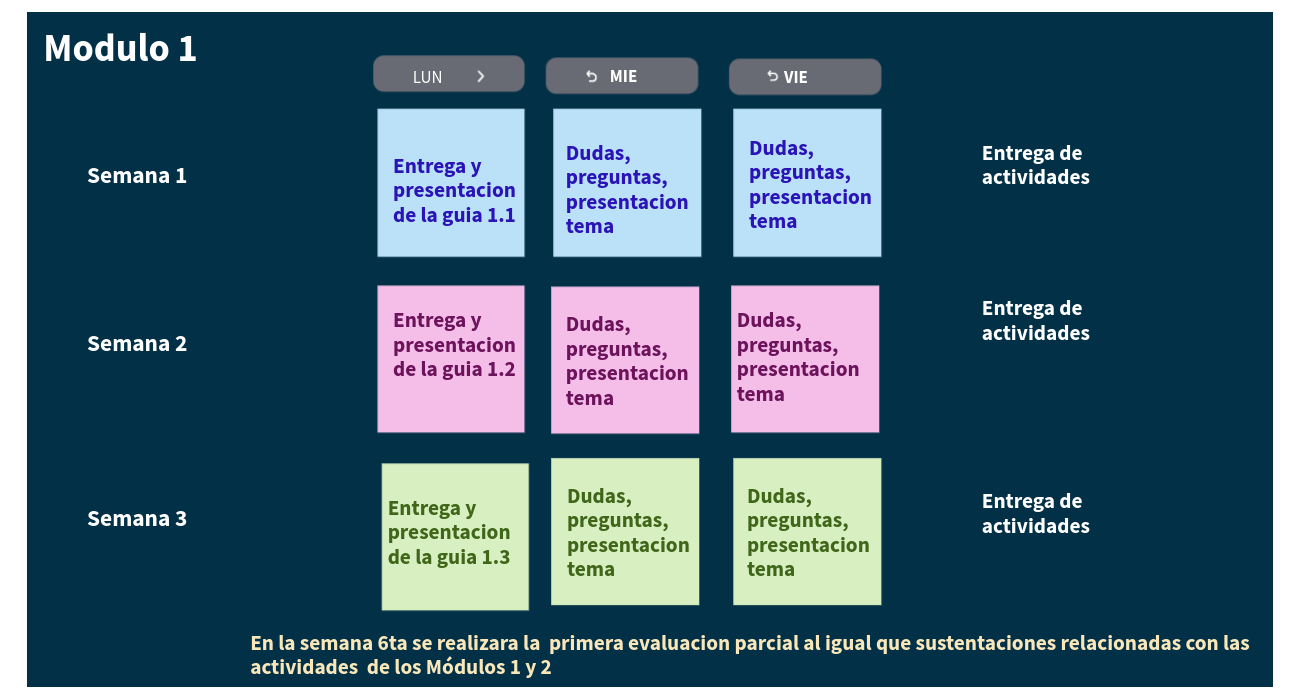 Modulo 1
LUN
MIE
VIE
Semana 1
Entrega y
presentacion
de la guia 1.1
Dudas,
preguntas,
presentacion
tema
Dudas,
preguntas,
presentacion
tema
Entrega de
actividades
Semana 2
Entrega y
presentacion
de la guia 1.2
Dudas,
preguntas,
presentacion
tema
Dudas,
preguntas,
presentacion
tema
Entrega de
actividades
Semana 3
Entrega y
presentacion
de la guia 1.3
Dudas,
preguntas,
presentacion
tema
Dudas,
preguntas,
presentacion
tema
Entrega de
actividades
En la semana 6ta se realizara la  primera evaluacion parcial al igual que sustentaciones relacionadas con las
actividades  de los Módulos 1 y 2